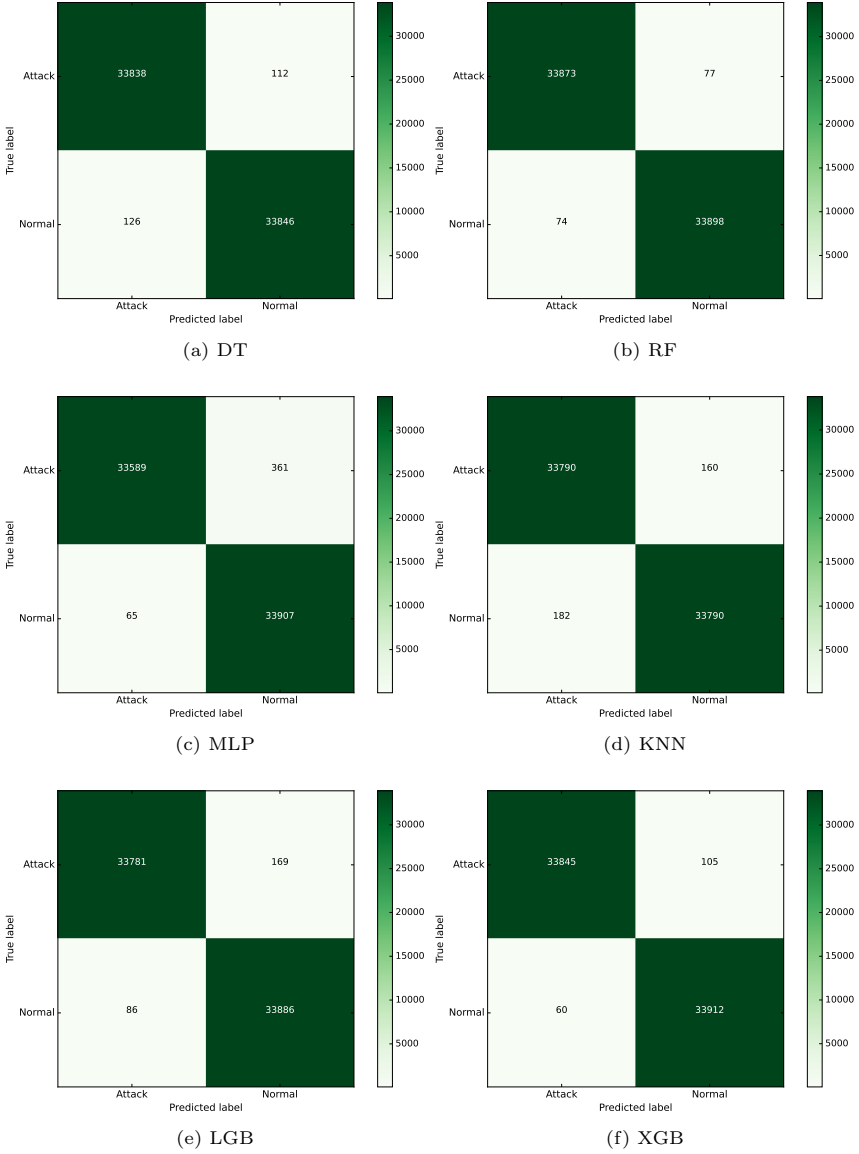 Attack
Normal
True label
33838
112
126
33846
Attack
Normal
Predicted label
30000
25000
20000
15000
10000
5000
(a) DT
Attack
Normal
True label
33873
77
74
33898
Attack
Normal
Predicted label
30000
25000
20000
15000
10000
5000
(b) RF
Attack
Normal
True label
33589
361
65
33907
Attack
Normal
Predicted label
30000
25000
20000
15000
10000
5000
(c) MLP
Attack
Normal
True label
33790
160
182
33790
Attack
Normal
Predicted label
30000
25000
20000
15000
10000
5000
(d) KNN
Attack
Normal
True label
33781
169
86
33886
Attack
Normal
Predicted label
30000
25000
20000
15000
10000
5000
(e) LGB
Attack
Normal
True label
33845
105
60
33912
Attack
Normal
Predicted label
30000
25000
20000
15000
10000
5000
(f) XGB